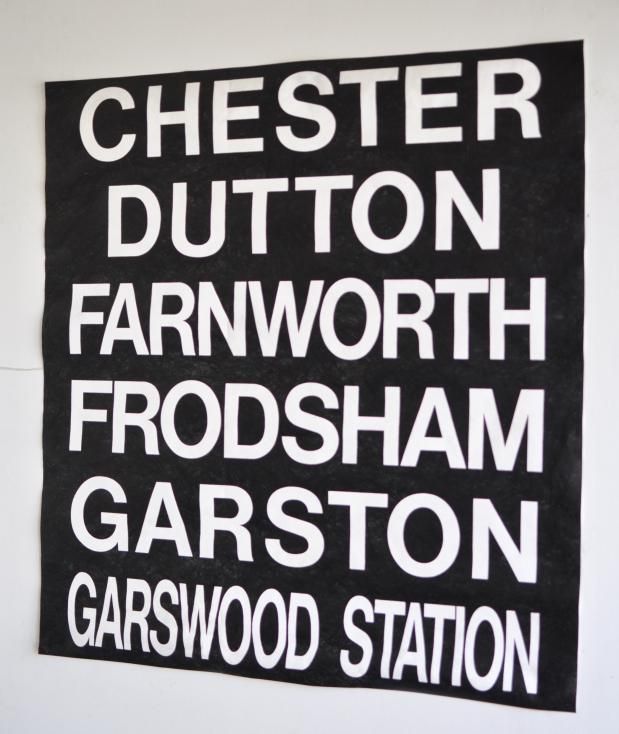 CHESTER
DUTTON
FARNWORTH
FRODSHAM
GARSTON
GARSWOOD STATION